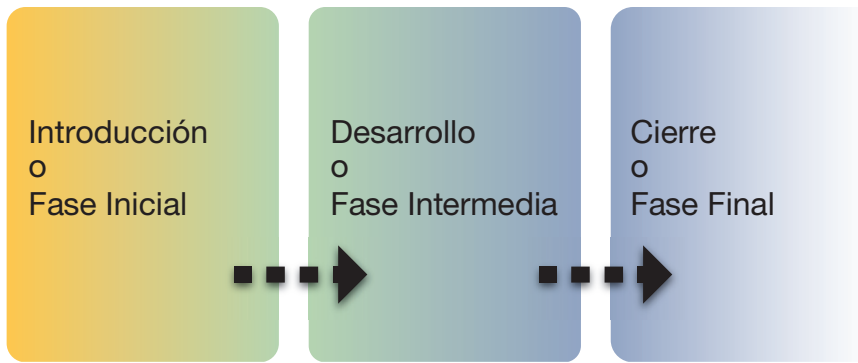 Introducción
o
Fase Inicial
Desarrollo
o
Fase Intermedia
Cierre
o
Fase Final